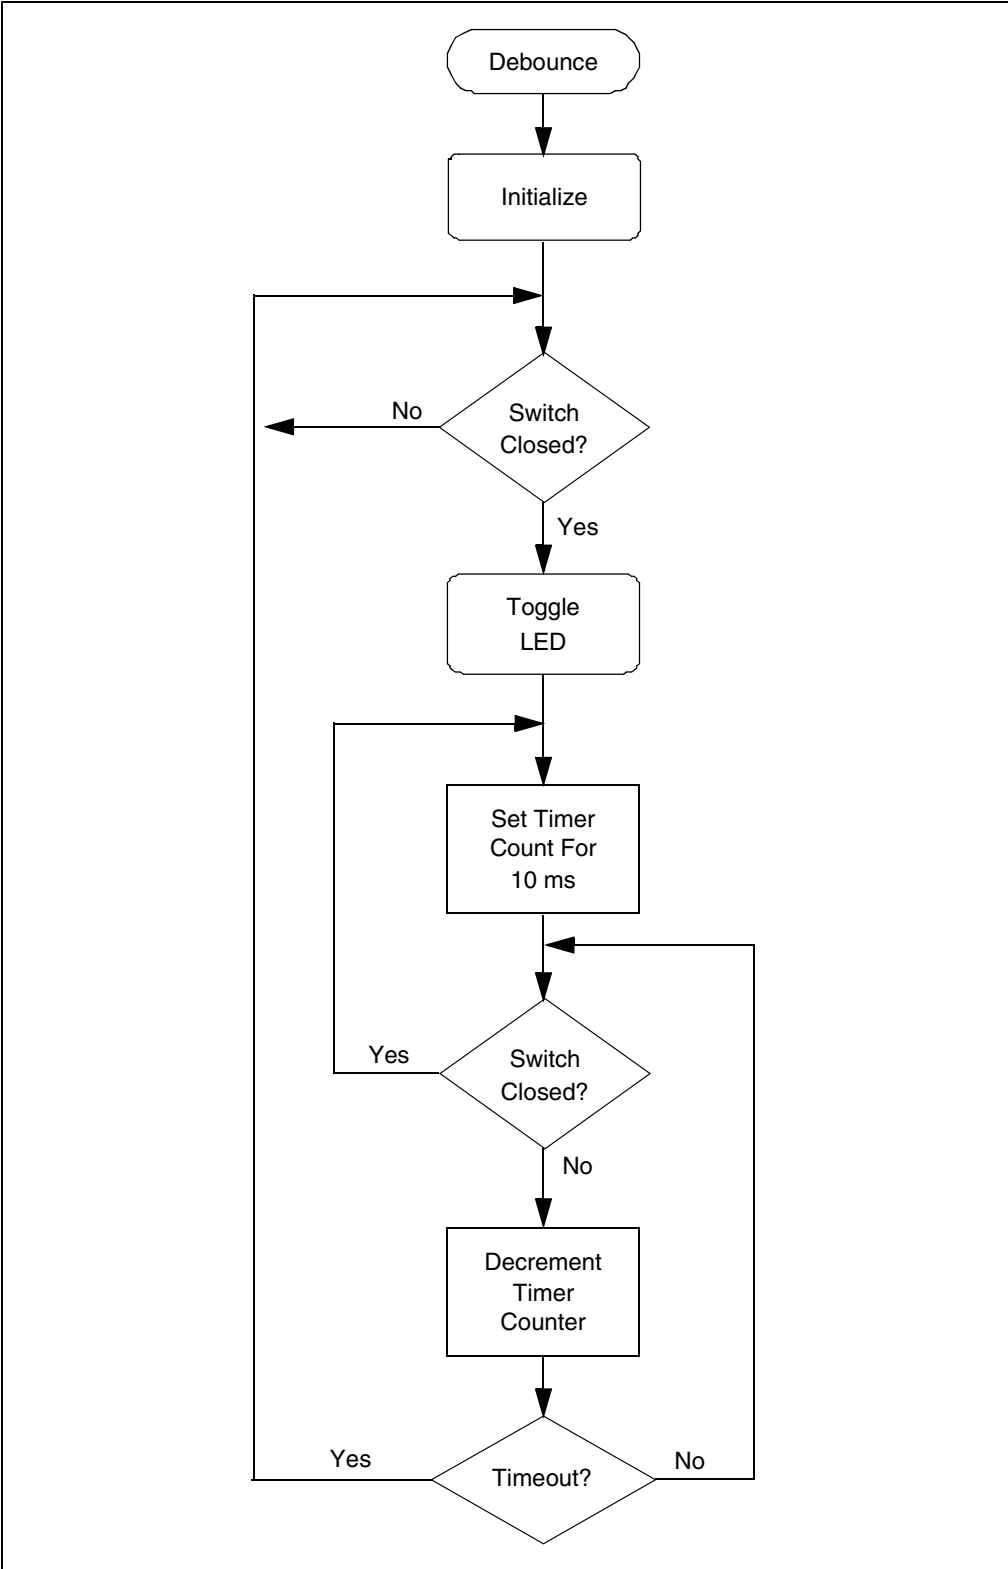 Debounce
Initialize
No
Switch
Closed?
Yes
Toggle
LED
Set Timer
Count For
10 ms
Yes
Switch
Closed?
No
Decrement
Timer
Counter
Yes
Timeout?
No